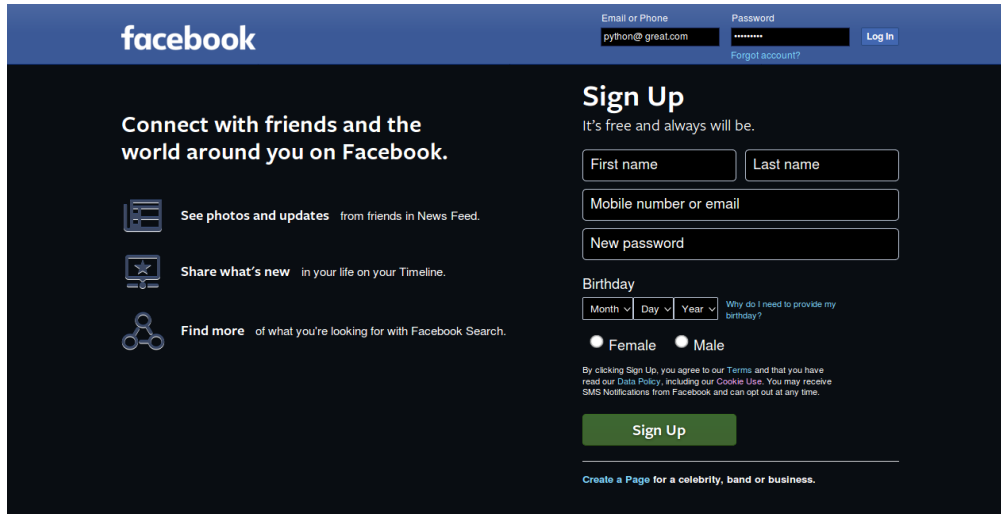 facebook
Email or Phone
Password
python@ great.com
•••••••••
Log In
Forgot account?
Connect with friends and the
world around you on Facebook.
See photos and updates from friends in News Feed.
Share what's new in your life on your Timeline.
Find more of what you're looking for with Facebook Search.
Sign Up
It's free and always will be.
First name
Last name
Mobile number or email
New password
Birthday
Month
Day
Year
Why do I need to provide my
birthday?
Female
Male
By clicking Sign Up, you agree to our Terms and that you have
read our Data Policy, including our Cookie Use. You may receive
SMS Notifications from Facebook and can opt out at any time.
Sign Up
Create a Page for a celebrity, band or business.